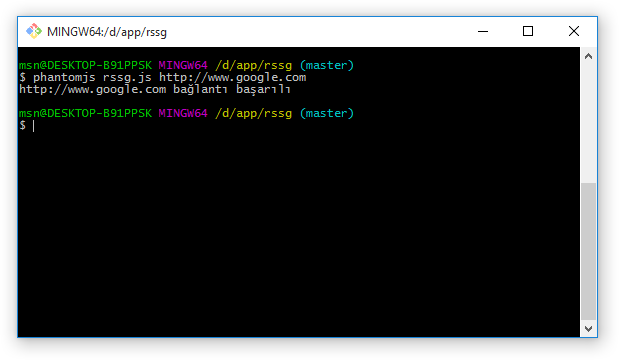 MINGW64:/d/app/rssg
msn@DESKTOP-B91PPSK MINGW64 /d/app/rssg (master)
$ phantomjs rssg.js http://www.google.com
http://www.google.com bağlantı başarılı
msn@DESKTOP-B91PPSK MINGW64 /d/app/rssg (master)
$